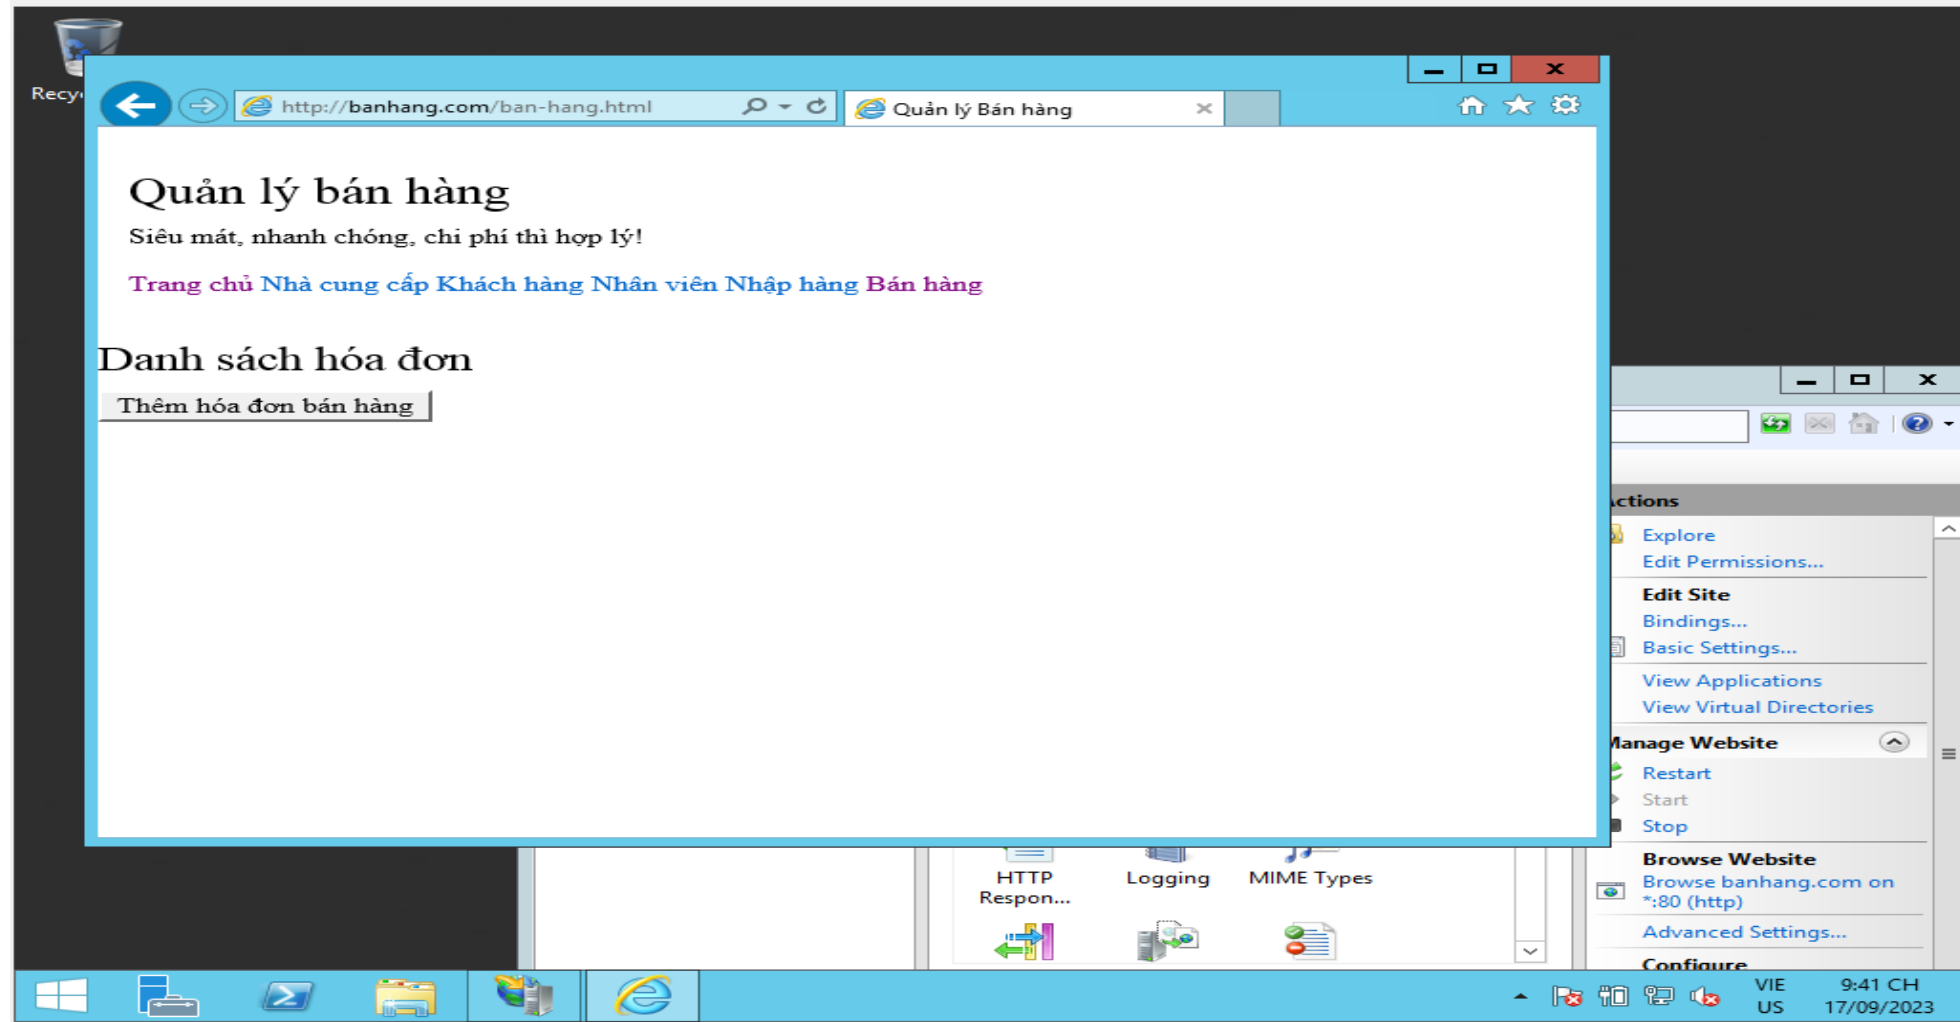 Recy
http://banhang.com/ban-hang.html
Quản lý Bán hàng
Quản lý bán hàng
Siêu mát, nhanh chóng, chi phí thì hợp lý!
Trang chủ Nhà cung cấp Khách hàng Nhân viên Nhập hàng Bán hàng
Danh sách hóa đơn
Thêm hóa đơn bán hàng
ctions
Explore
Edit Permissions...
Edit Site
Bindings...
Basic Settings...
View Applications
View Virtual Directories
Manage Website
Restart
Start
Stop
Browse Website
Browse banhang.com on
*:80 (http)
Advanced Settings...
Configure
HTTP
Respon...
Logging
MIME Types
VIE
US
9:41 CH
17/09/2023